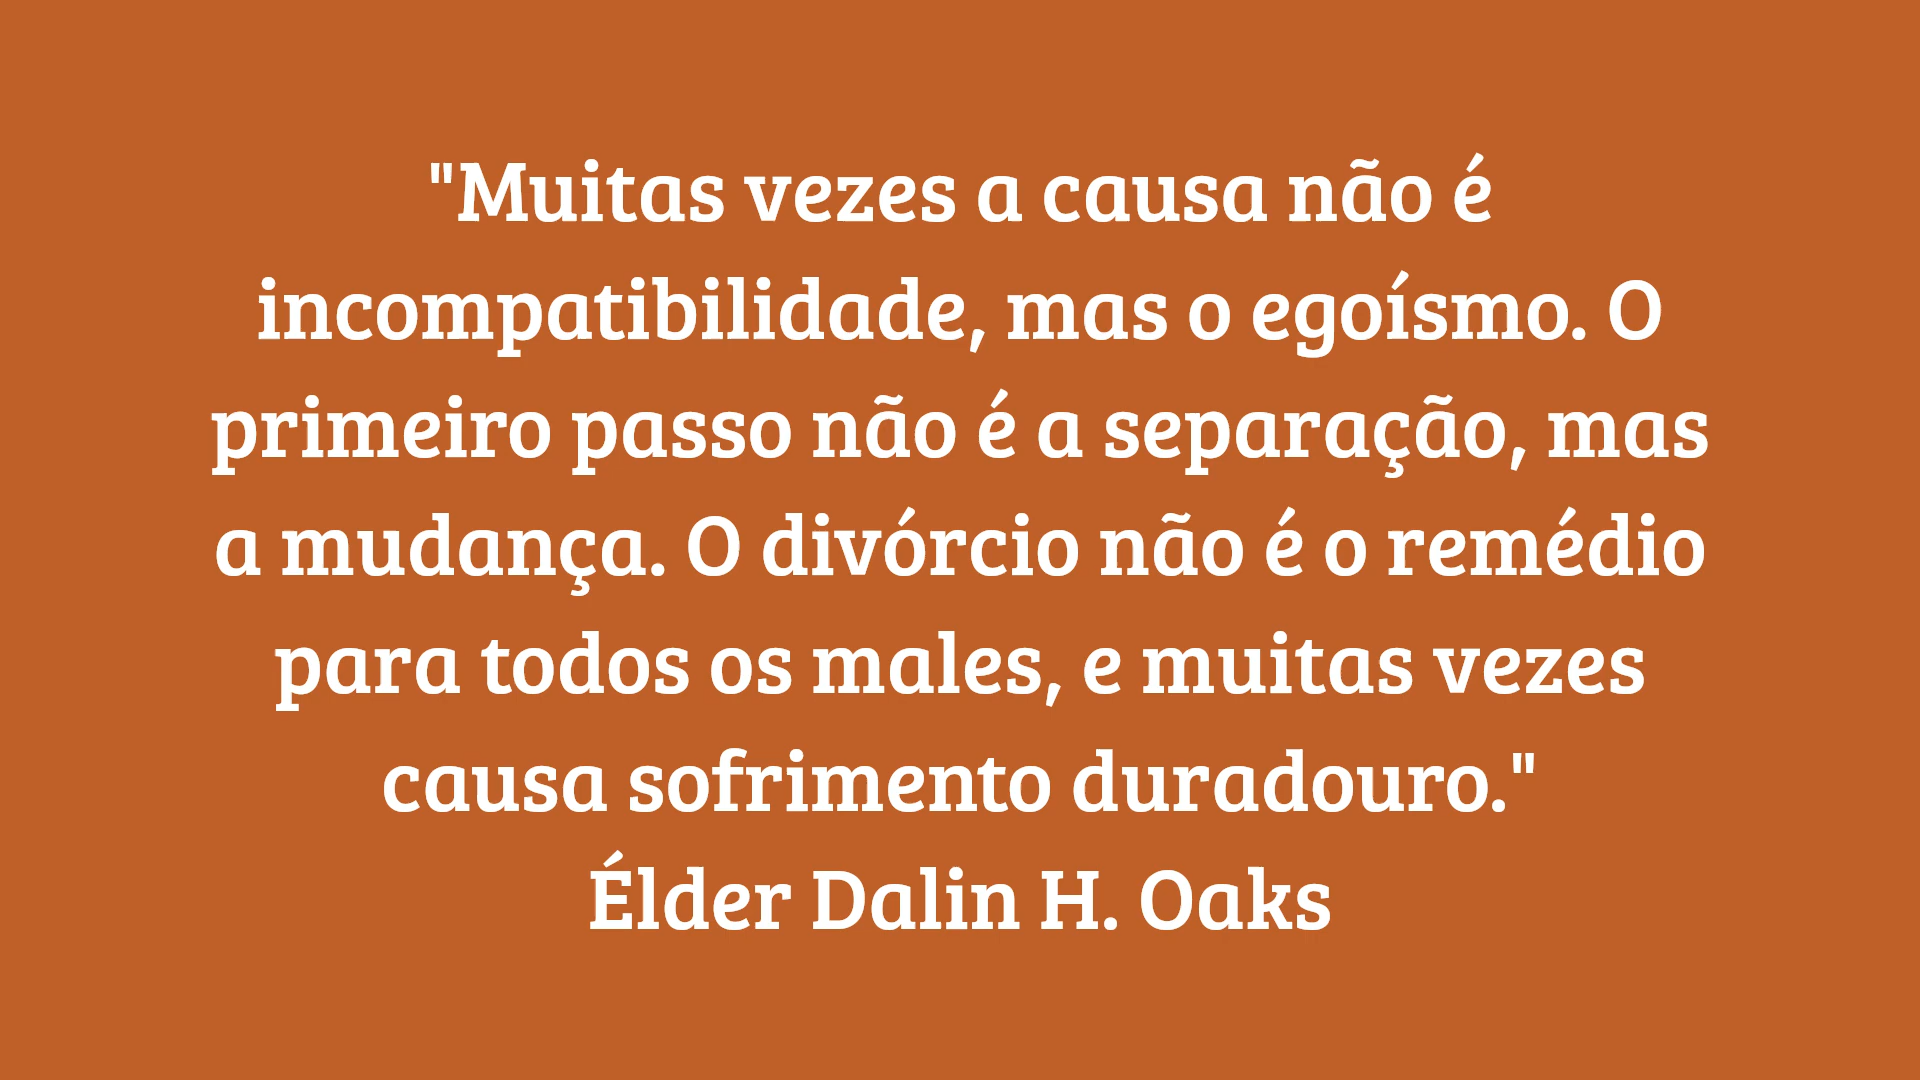 "Muitas vezes a causa não é
incompatibilidade, mas o egoísmo. O
primeiro passo não é a separação, mas
a mudança. O divórcio não é o remédio
para todos os males, e muitas vezes
causa sofrimento duradouro."
Élder Dalin H. Oaks